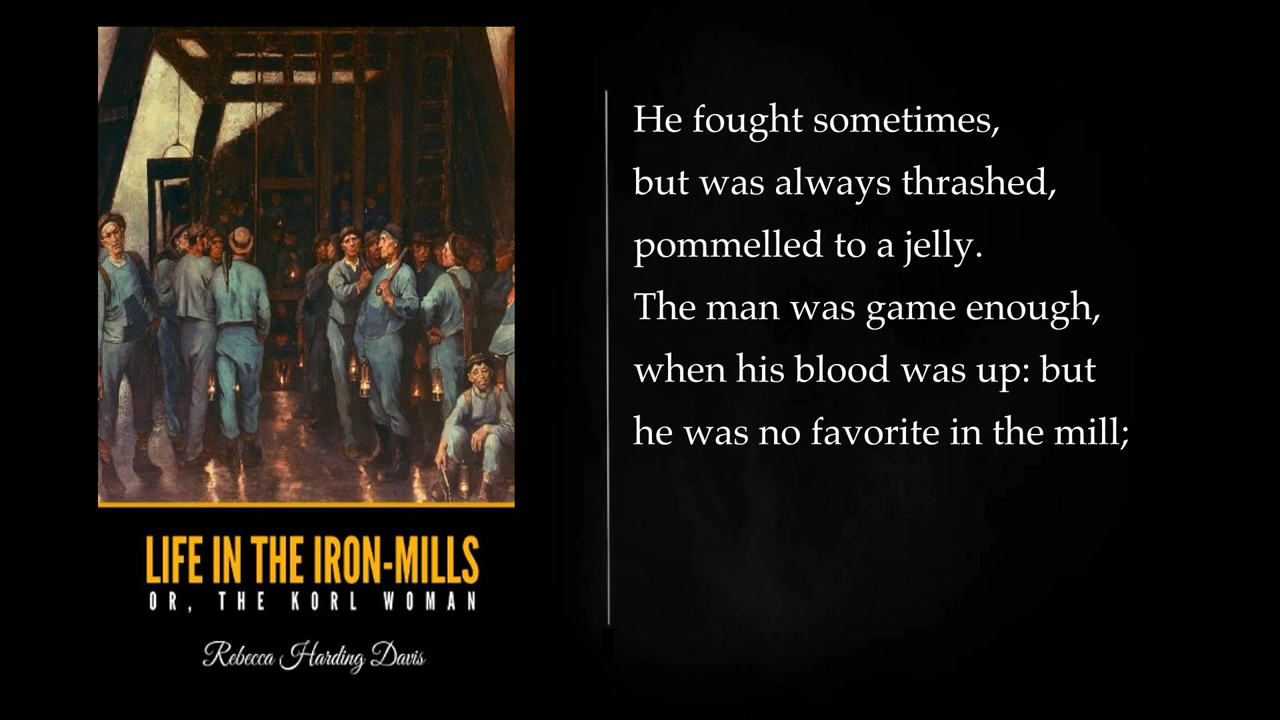 LIFE IN THE IRON-MILLS
OR, THE KORL WOMAN
Rebecca Harding Davis
He fought sometimes,
but was always thrashed,
pommelled to a jelly.
The man was game enough,
when his blood was up: but
he was no favorite in the mill;